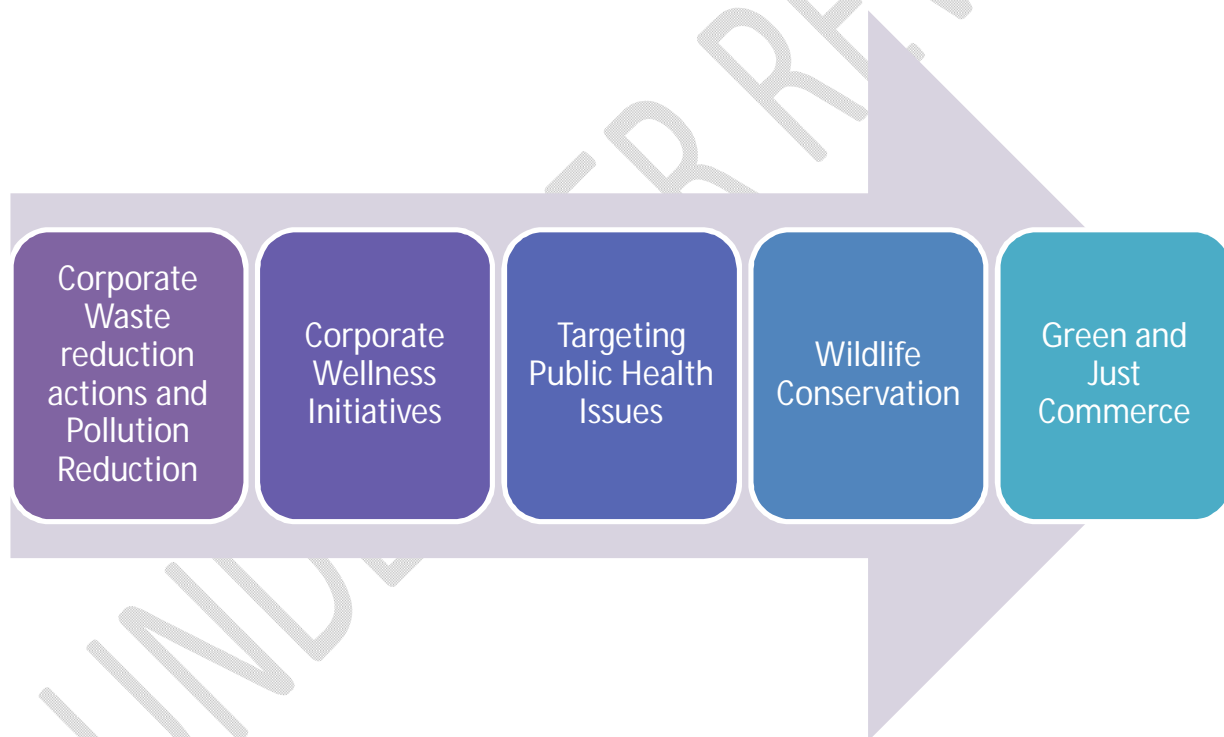 Corporate
Waste
reduction
actions and
Pollution
Reduction
Corporate
Wellness
Initiatives
Targeting
Public Health
Issues
Wildlife
Conservation
Green and
Just
Commerce